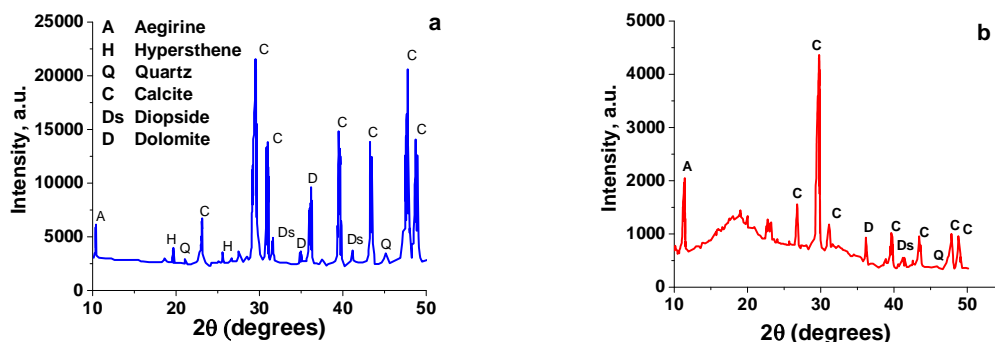 a
A Aegirine
H Hypersthene
Q Quartz
C Calcite
Ds Diopside
D Dolomite
25000
20000
15000
10000
5000
0
Intensity, a.u.
A
H
Q
C
H
C
C
Ds
D
D
C
Ds
C
Q
C
C
10 20 30 40 50
2θ (degrees)
b
5000
4000
3000
2000
1000
0
Intensity, a.u.
A
C
C
C
D
C
Ds
C
Q
C
C
10 20 30 40 50
2θ (degrees)